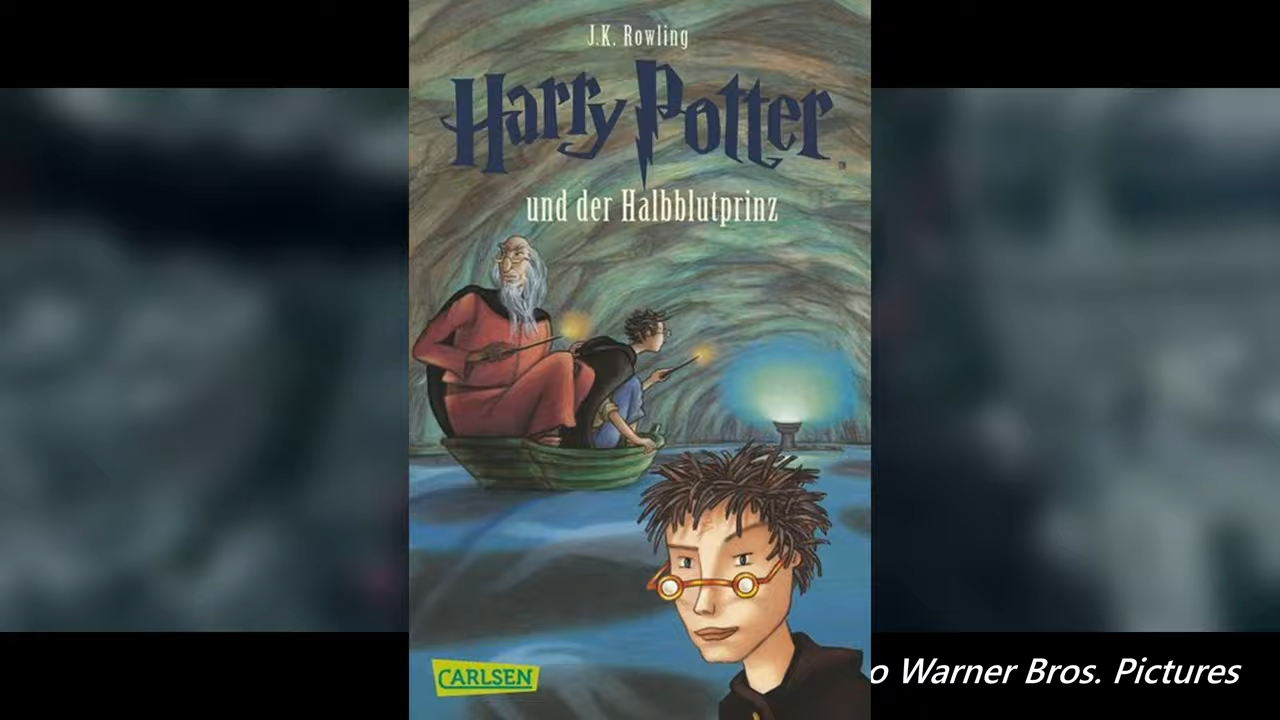 J.K. Rowling
Harry Potter
und der Halbblutprinz
CARLSEN
o Warner Bros. Pictures